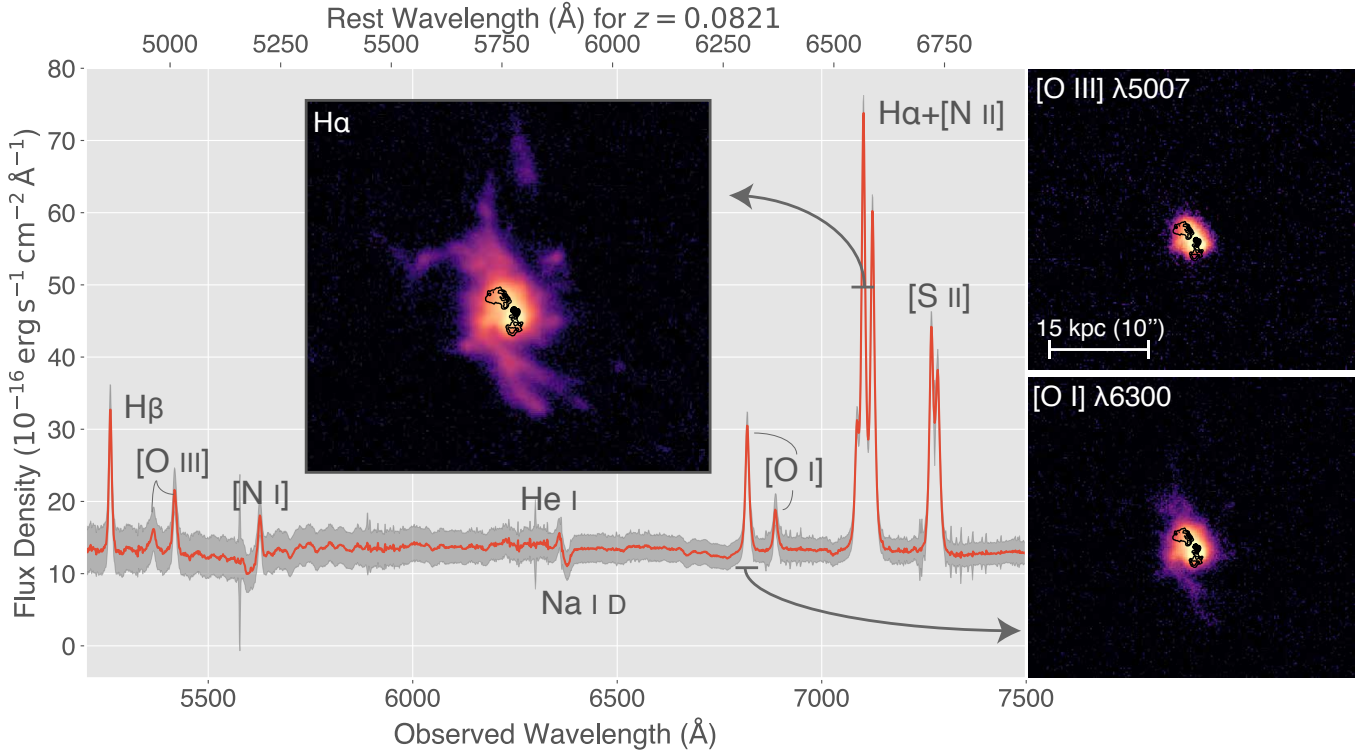 Rest Wavelength (Å) for z = 0.0821
5000 5250 5500 5750 6000 6250 6500 6750
80
70
60
50
40
30
20
10
0
Flux Density (10⁻¹⁶ erg s⁻¹ cm⁻² Å⁻¹)
Hα
Hα+[N II]
[S II]
Hβ
[O III]
[N I]
He I
[O I]
Na I D
5500 6000 6500 7000 7500
Observed Wavelength (Å)
[O III] λ5007
15 kpc (10”)
[O I] λ6300